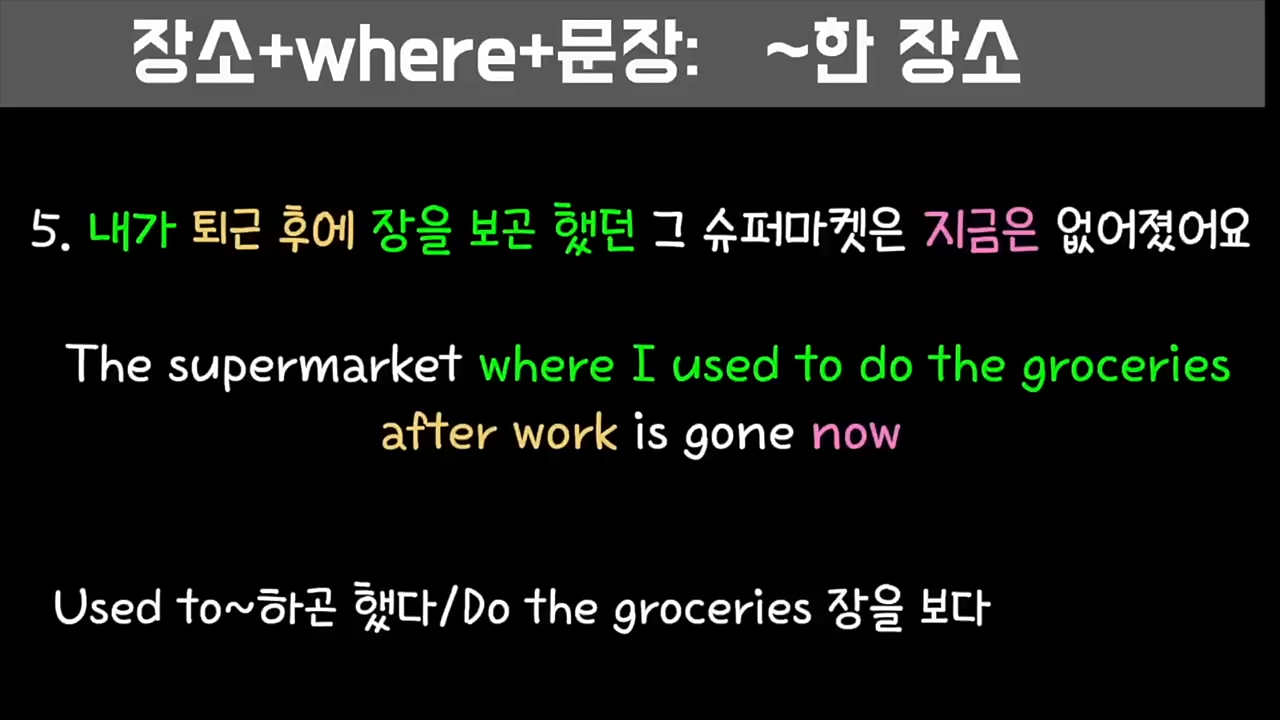 장소+where+문장: ~한 장소
5. 내가 퇴근 후에 장을 보곤 했던 그 슈퍼마켓은 지금은 없어졌어요
The supermarket where I used to do the groceries
after work is gone now
Used to~하곤 했다/Do the groceries 장을 보다